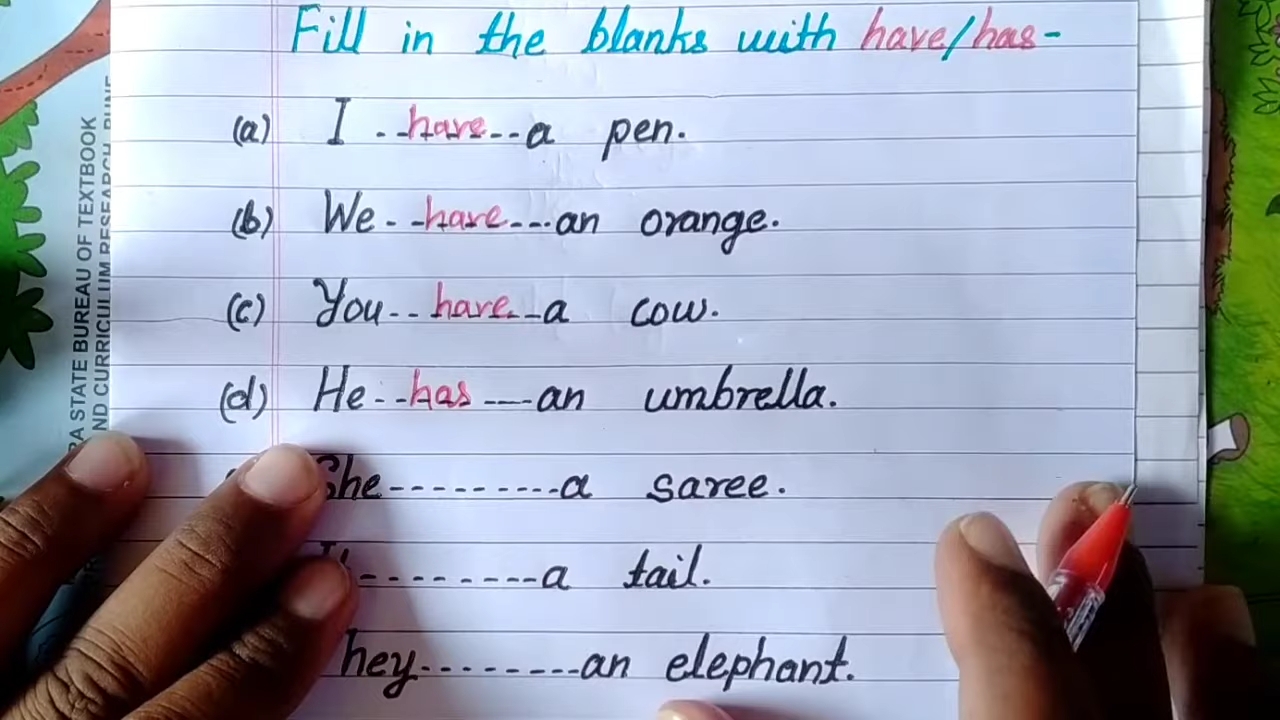 Fill in the blanks with have/has-
(a) I ..have...a pen.
(b) We- -have---an orange.
(c) You.. have..a cow.
(d) He- -has ---an umbrella.
She---------a saree.
--------a tail.
hey--------an elephant.
STATE BUREAU OF TEXTBOOK
ND CURRICULUM RESEARCH, PUNE